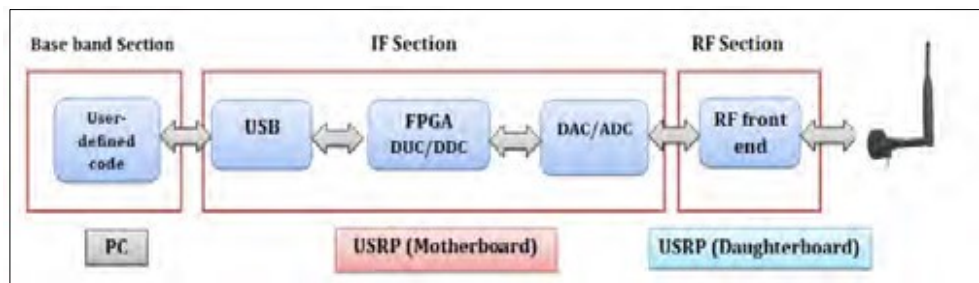 Base band Section
IF Section
RF Section
User-
defined
code
USB
FPGA
DUC/DDC
DAC/ADC
RF front
end
PC
USRP (Motherboard)
USRP (Daughterboard)